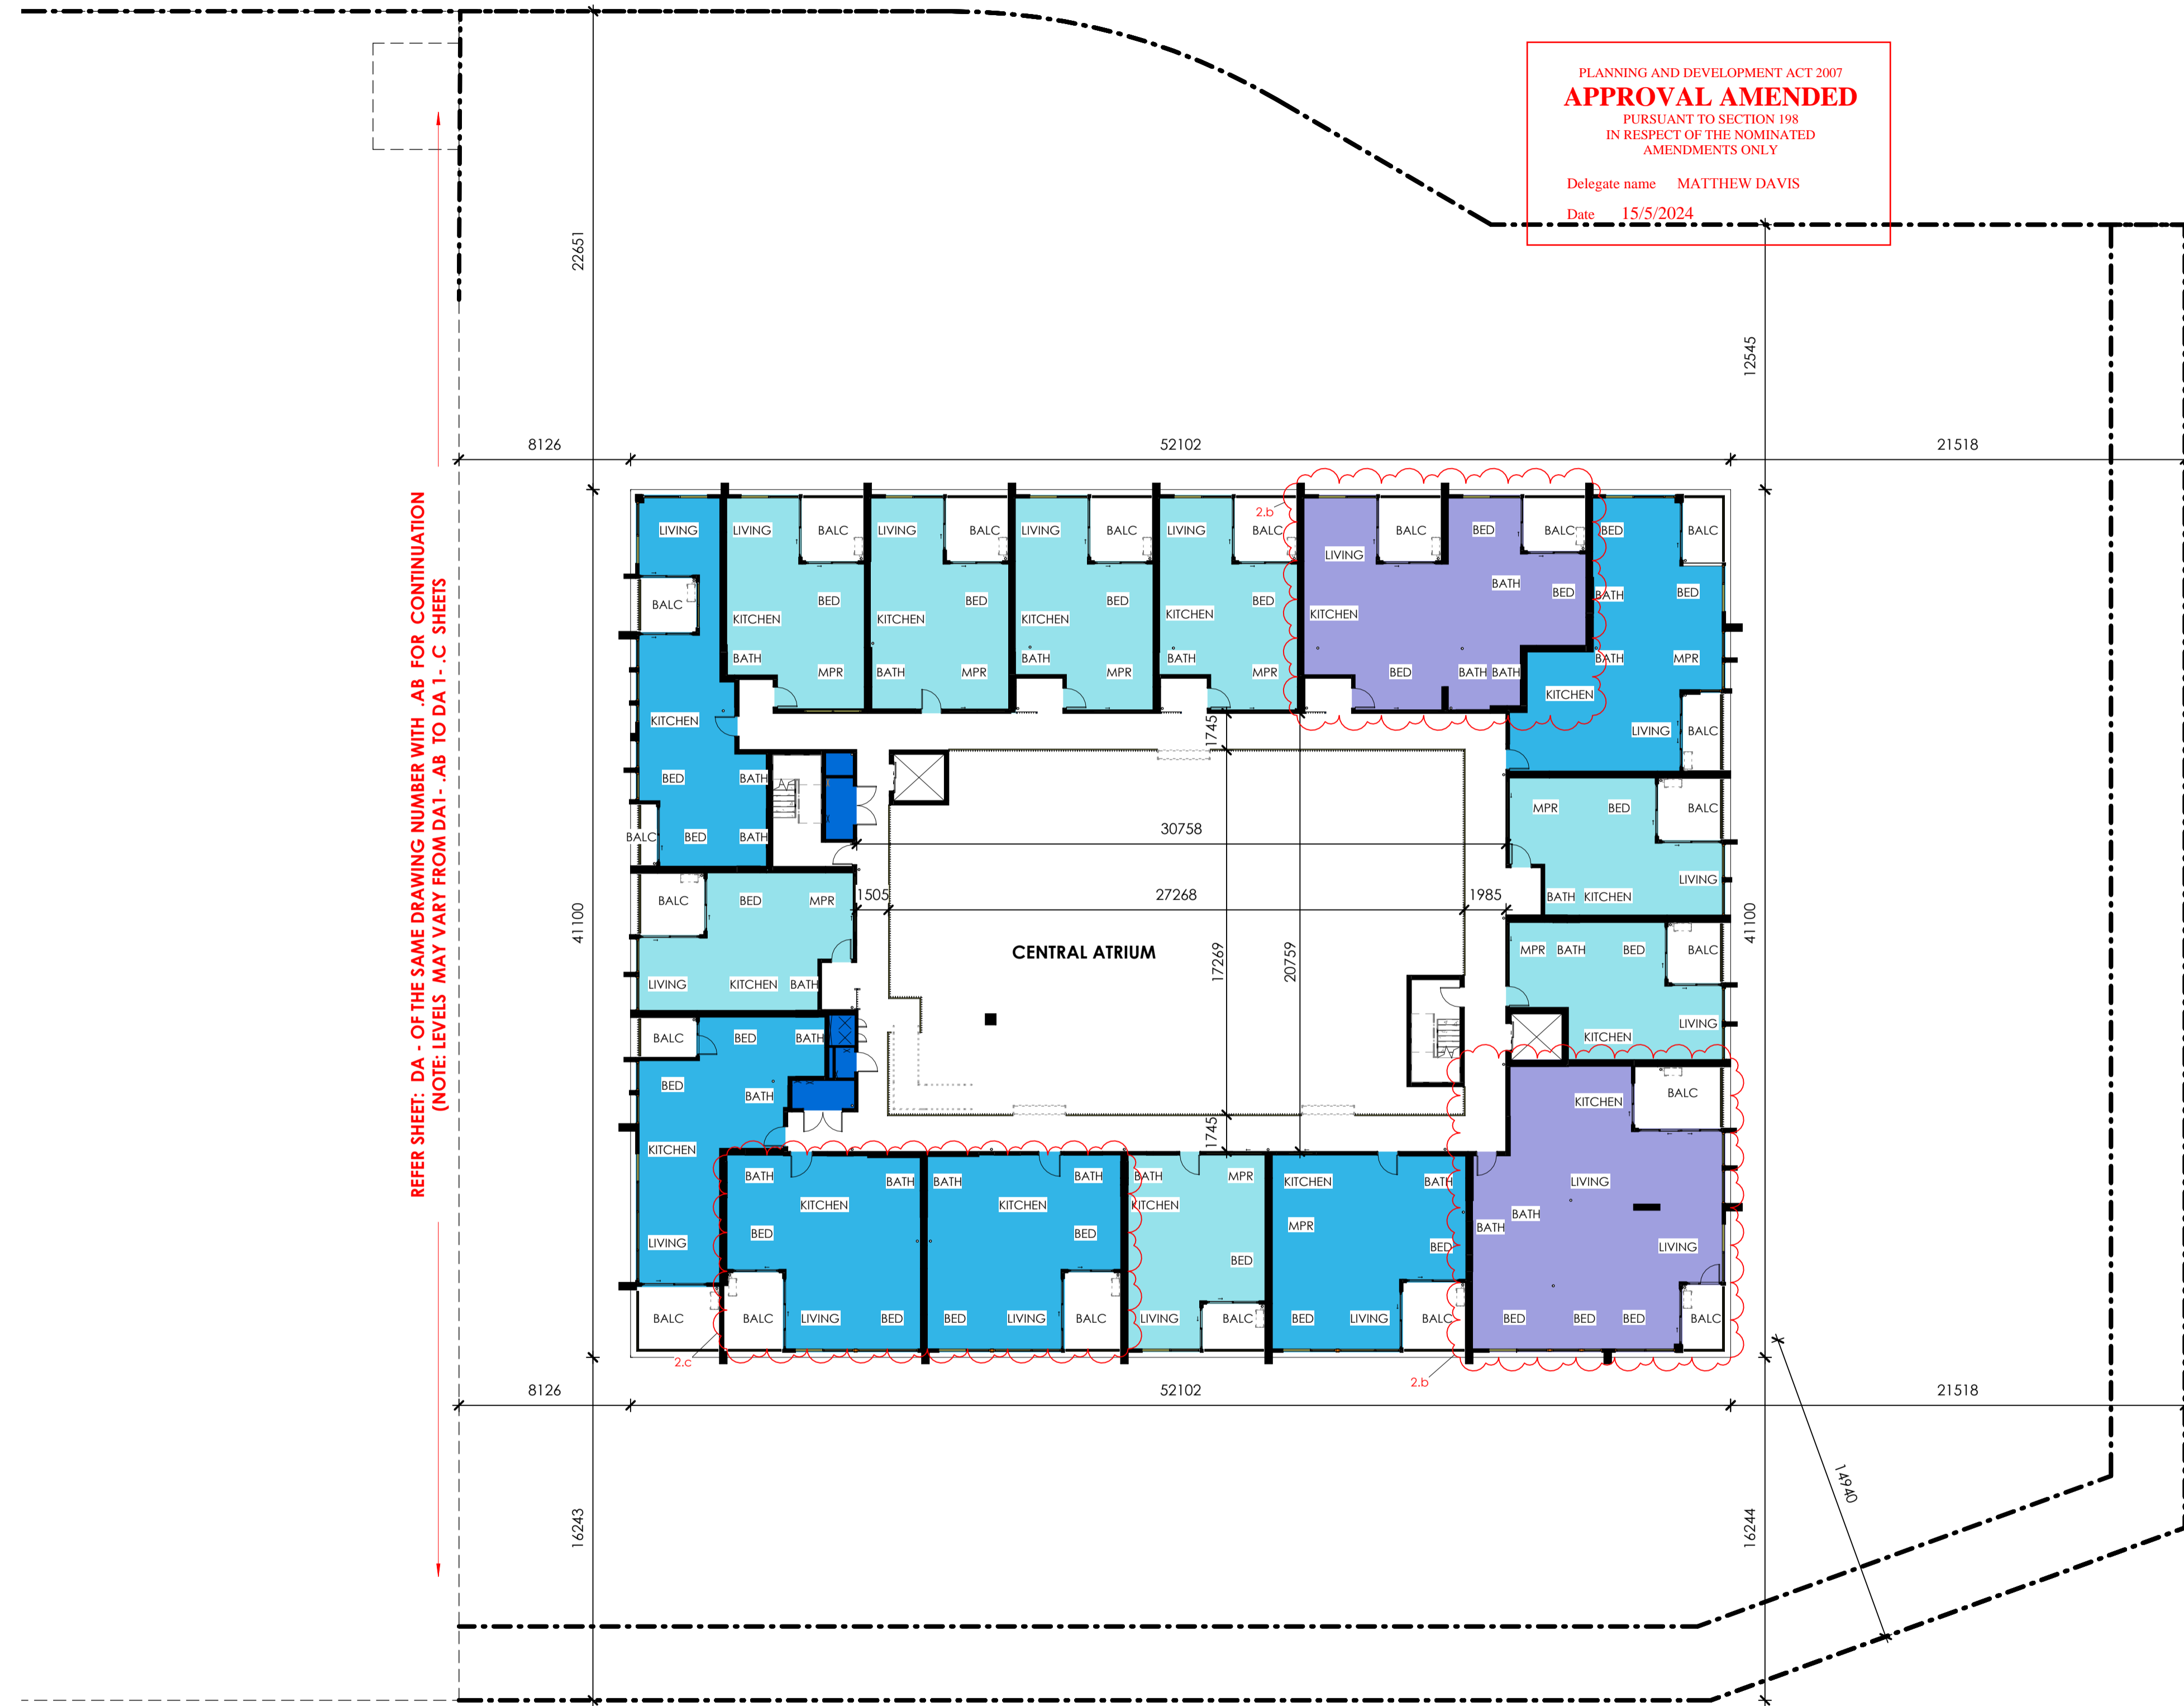 PLANNING AND DEVELOPMENT ACT 2007
APPROVAL AMENDED
PURSUANT TO SECTION 198
IN RESPECT OF THE NOMINATED
AMENDMENTS ONLY
Delegate name MATTHEW DAVIS
Date 15/5/2024
22651
12545
8126
52102
21518
REFER SHEET: DA - OF THE SAME DRAWING NUMBER WITH .AB FOR CONTINUATION
(NOTE: LEVELS MAY VARY FROM DA1- .AB TO DA 1- .C SHEETS
2.b
LIVING
LIVING
BALC
LIVING
BALC
LIVING
BALC
LIVING
BALC
LIVING
BALC
BED
BALC
BED
BALC
BALC
KITCHEN
BED
KITCHEN
BED
KITCHEN
BED
KITCHEN
BED
KITCHEN
BATH
BED
BATH
BED
BATH
MPR
BATH
MPR
BATH
MPR
BATH
MPR
BED
BATH
BATH
BATH
MPR
KITCHEN
KITCHEN
LIVING
BALC
1745
BED
BATH
BALC
BED
BATH
MPR
BED
BALC
30758
41100
BALC
BED
MPR
1505
27268
1985
BATH
KITCHEN
LIVING
41100
CENTRAL ATRIUM
17269
20759
MPR
BATH
BED
BALC
LIVING
KITCHEN
BATH
LIVING
KITCHEN
BALC
BED
BATH
BED
BATH
KITCHEN
BALC
1745
KITCHEN
BATH
BATH
BATH
BATH
BATH
MPR
KITCHEN
BATH
LIVING
KITCHEN
KITCHEN
KITCHEN
BED
BED
MPR
BATH
BATH
LIVING
BED
BED
LIVING
BALC
BALC
LIVING
BED
BED
LIVING
BALC
LIVING
BALC
BED
LIVING
BALC
BED
BED
BED
BALC
2.c
2.b
8126
52102
21518
16243
16244
14940